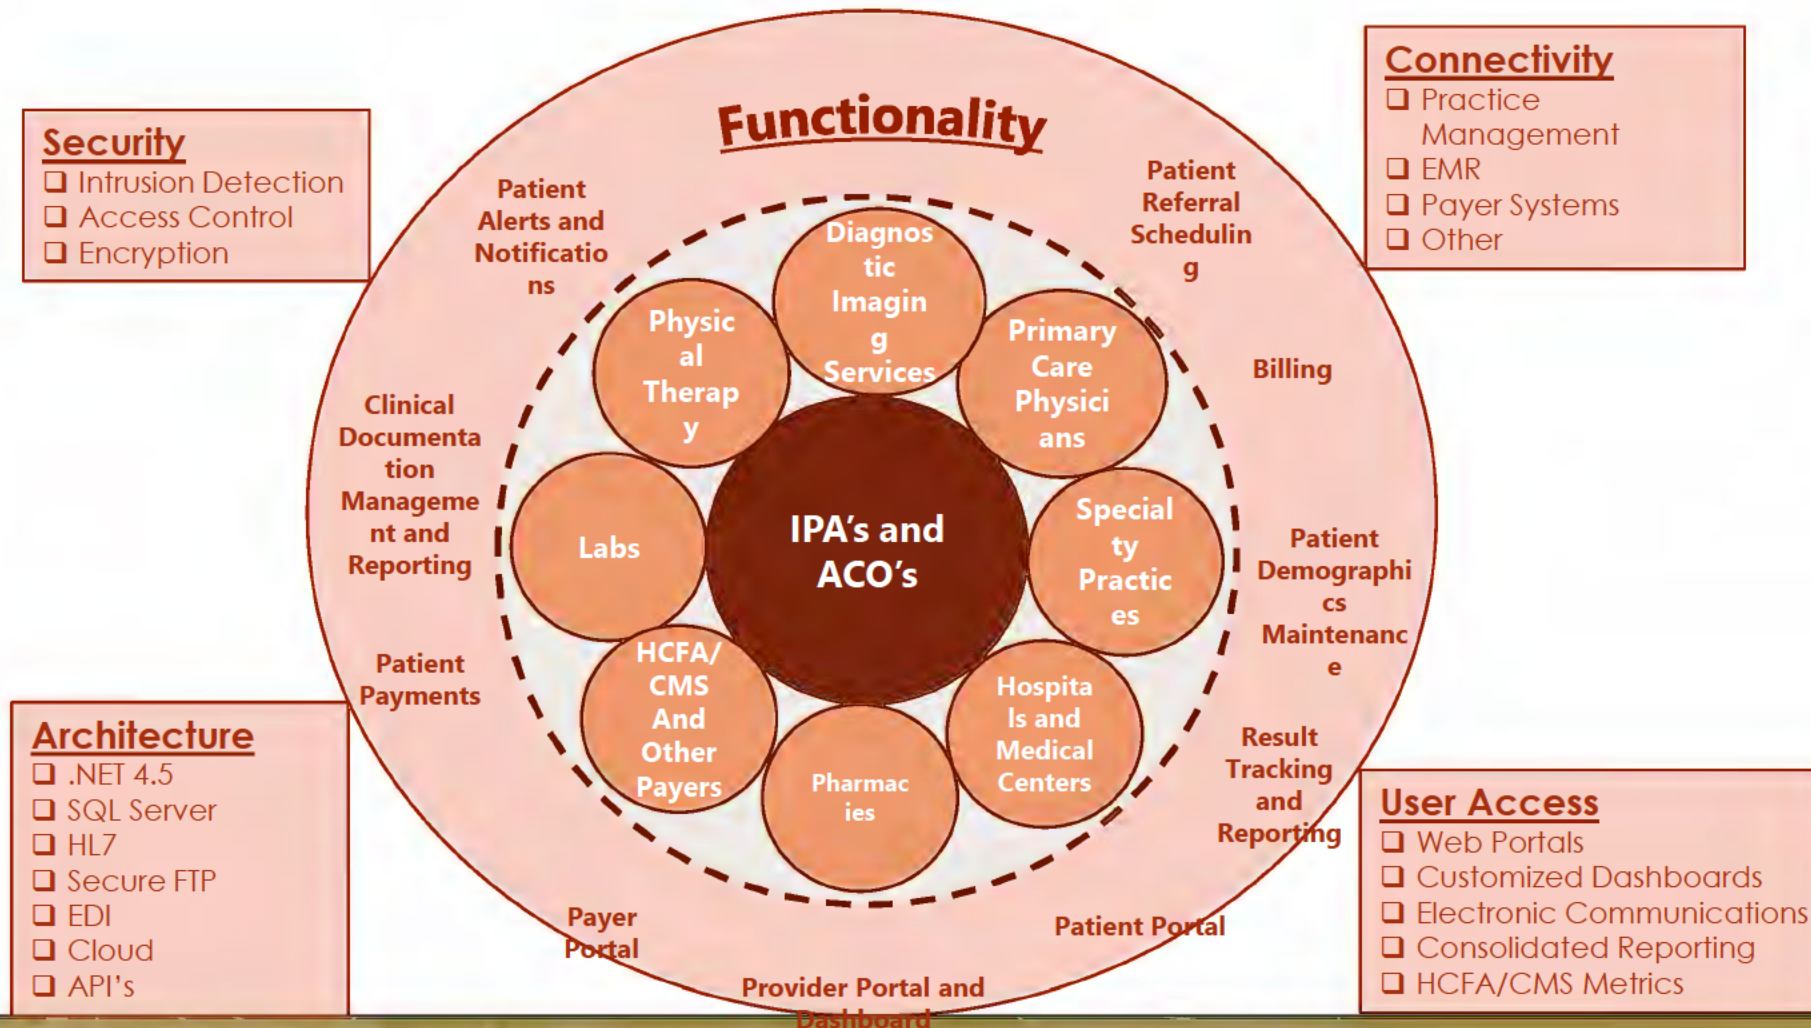 Functionality
Security
Intrusion Detection
Access Control
Encryption
Connectivity
Practice
Management
EMR
Payer Systems
Other
Patient
Alerts and
Notificatio
ns
Patient
Referral
Schedulin
g
Billing
Clinical
Documenta
tion
Manageme
nt and
Reporting
Patient
Demographi
cs
Maintenanc
e
Patient
Payments
Result
Tracking
and
Reporting
Payer
Portal
Patient Portal
Provider Portal and
Dashboard
Diagnos
tic
Imagin
g
Services
Physic
al
Therap
y
Primary
Care
Physici
ans
Labs
IPA's and
ACO's
Special
ty
Practic
es
HCFA/
CMS
And
Other
Payers
Pharmac
ies
Hospita
ls and
Medical
Centers
Architecture
.NET 4.5
SQL Server
HL7
Secure FTP
EDI
Cloud
API's
User Access
Web Portals
Customized Dashboards
Electronic Communications
Consolidated Reporting
HCFA/CMS Metrics